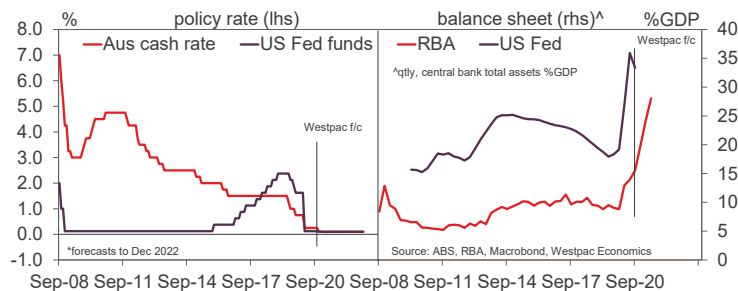 % policy rate (lhs) balance sheet (rhs)^ %GDP
8.0 Aus cash rate US Fed funds RBA US Fed 40
Westpac f/c
7.0 35
^qtly, central bank total assets %GDP
6.0
5.0 30
4.0 Westpac f/c 25
3.0 20
2.0 15
1.0 10
0.0 5
*forecasts to Dec 2022 Source: ABS, RBA, Macrobond, Westpac Economics
-1.0 0
Sep-08 Sep-11 Sep-14 Sep-17 Sep-20 Sep-08 Sep-11 Sep-14 Sep-17 Sep-20